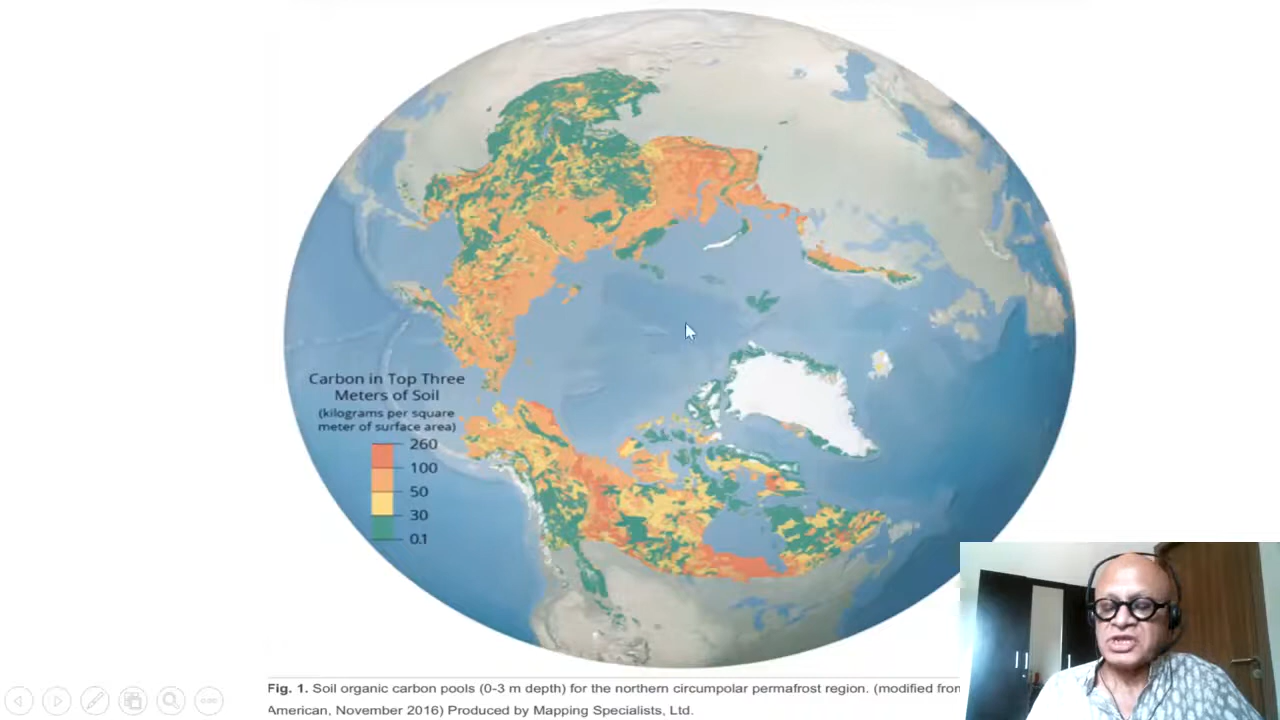 Carbon in Top Three
Meters of Soil
(kilograms per square
meter of surface area)
260
100
50
30
0.1
Fig. 1. Soil organic carbon pools (0-3 m depth) for the northern circumpolar permafrost region. (modified from
American, November 2016) Produced by Mapping Specialists, Ltd.